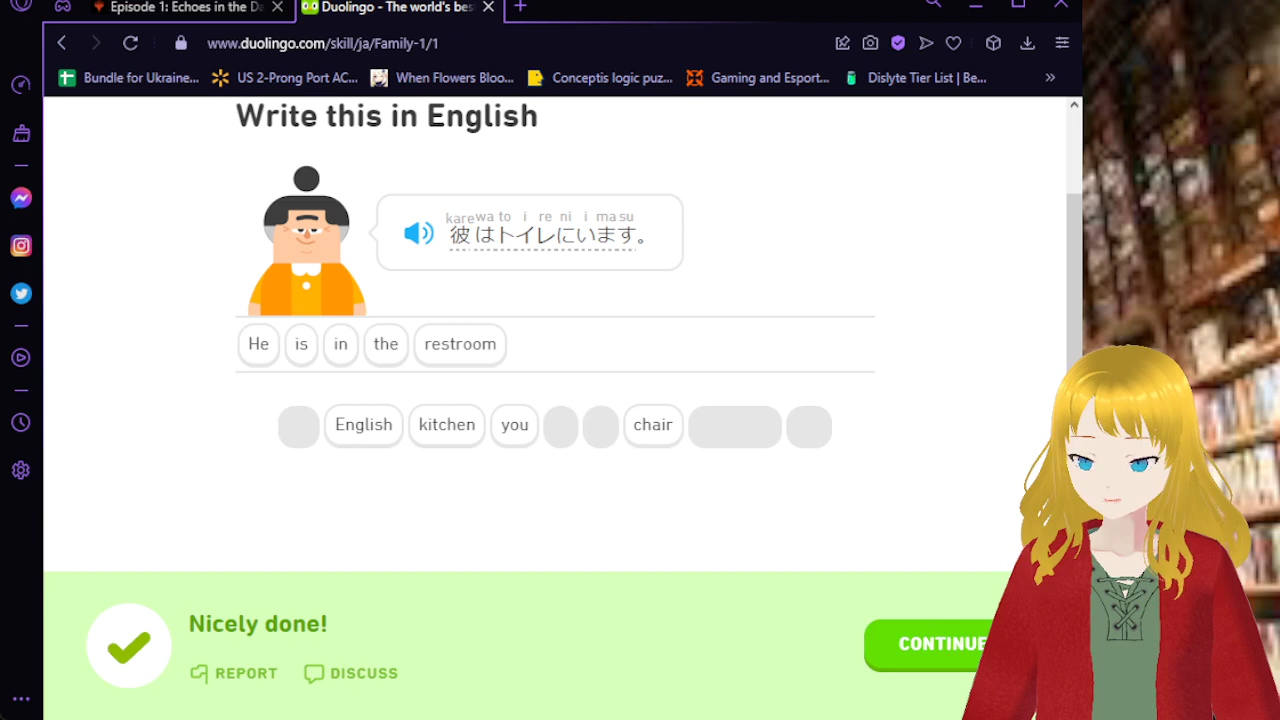 Episode 1: Echoes in the Da
Duolingo - The world's bes
www.duolingo.com/skill/ja/Family-1/1
Bundle for Ukraine...
US 2-Prong Port AC...
When Flowers Bloo...
Conceptis logic puz...
Gaming and Esport...
Dislyte Tier List | Be...
Write this in English
kare wa to i re ni i ma su
彼はトイレにいます。
He is in the restroom
English kitchen you chair
Nicely done!
REPORT
DISCUSS
CONTINUE